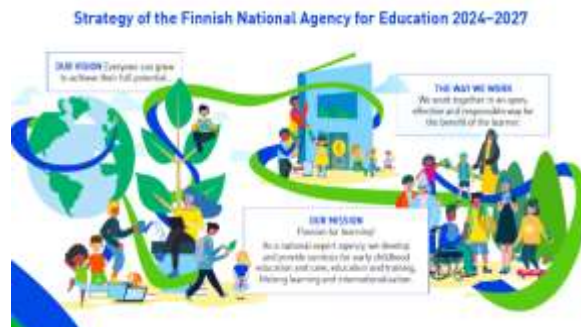 Strategy of the Finnish National Agency for Education 2024–2027
OUR VISION Everyone can grow
to achieve their full potential.
THE WAY WE WORK
We work together in an open,
effective and responsible way for
the benefit of the learner.
OUR MISSION
Passion for learning!
As a national expert agency, we develop
and provide services for early childhood
education and care, education and training,
lifelong learning and internationalisation.